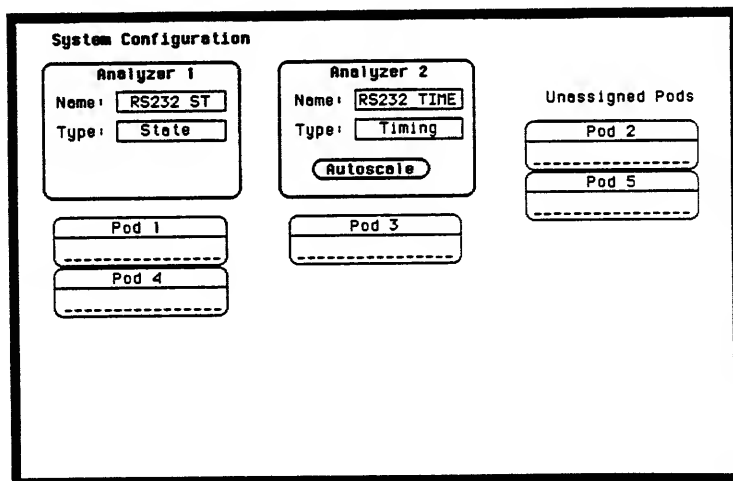 System Configuration
Analyzer 1
Name: RS232 ST
Type: State
Analyzer 2
Name: RS232 TIME
Type: Timing
Autoscale
Unassigned Pods
Pod 2
Pod 5
Pod 1
Pod 4
Pod 3